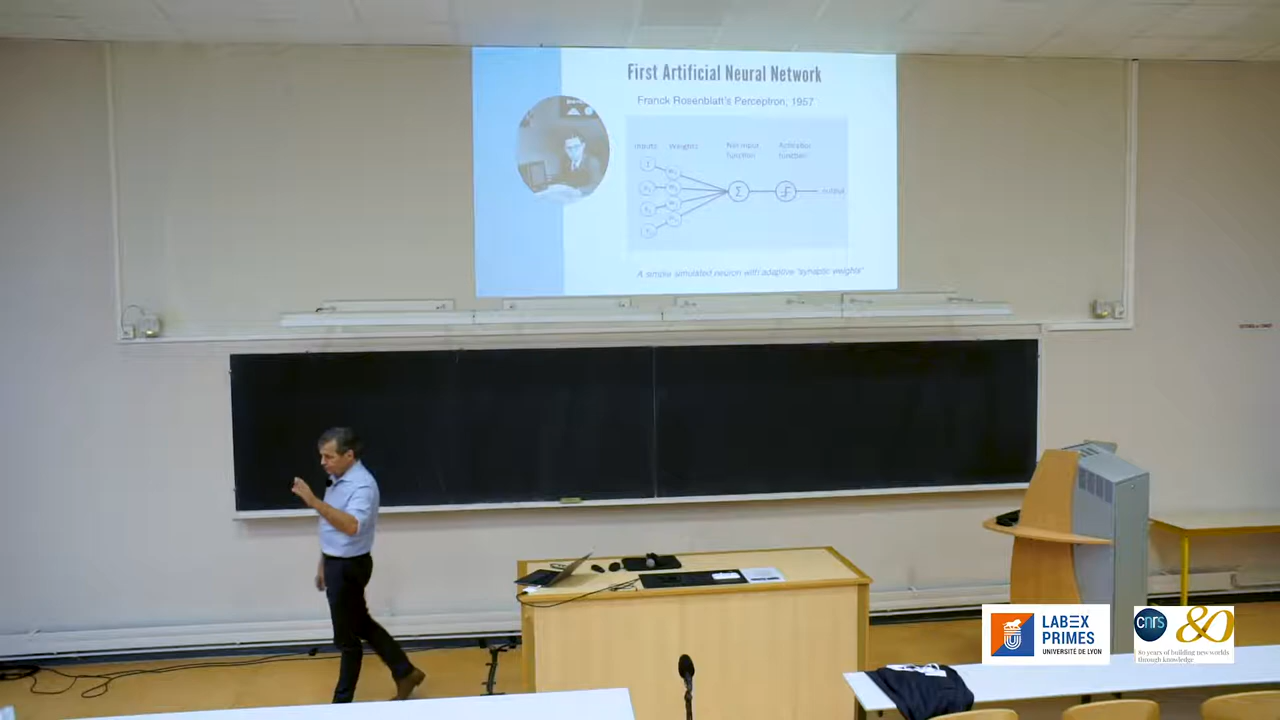 First Artificial Neural Network
Franck Rosenblatt's Perceptron, 1957
Inputs Weights Net input function Activation function
output
A simple simulated neuron with adaptive "synaptic weights"
LABEX
PRIMES
UNIVERSITÉ DE LYON
cnrs
80
80 years of building new worlds
through knowledge